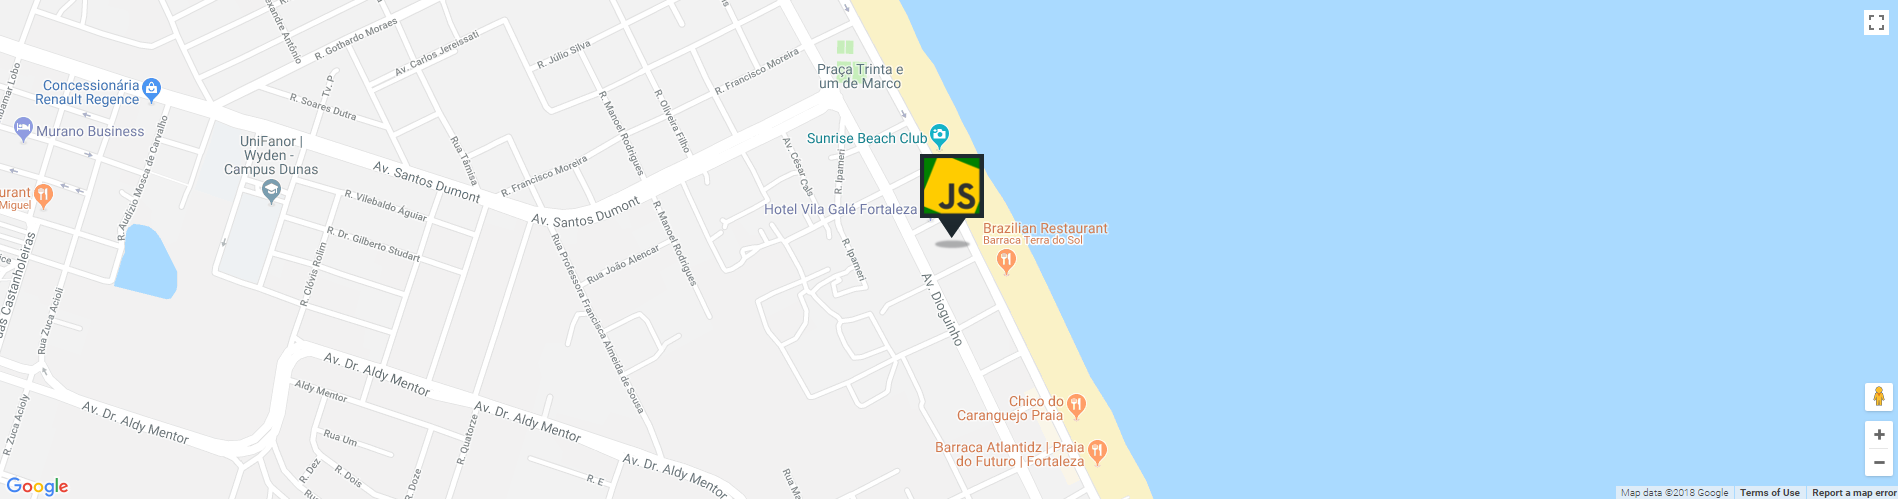 Alexandre Antônio
R. Gothardo Moraes
Av. Carlos Jereissati
R. Júlio Silva
R. Francisco Moreira
Praça Trinta e
um de Marco
Concessionária
Renault Regence
R. Soares Dutra
Tv. P.
R. Manoel Rodrigues
R. Oliveira Filho
Murano Business
R. Audízio Mosca de Carvalho
UniFanor |
Wyden -
Campus Dunas
Av. Santos Dumont
Rua Tâmisa
R. Francisco Moreira
Av. César Cals
R. Ipameri
Sunrise Beach Club
JS
Miguel
R. Vilebaldo Aguiar
Av. Santos Dumont
R. Manoel Rodrigues
Hotel Vila Galé Fortaleza
Brazilian Restaurant
Barraca Terra do Sol
R. Dr. Gilberto Studart
R. Clóvis Rolim
Rua João Alencar
Rua Professora Francisca Almeida de Sousa
R. Ipameri
Av. Dioguinho
Rua Zuca Acioli
Av. Dr. Aldy Mentor
Aldy Mentor
Av. Dr. Aldy Mentor
R. Zuca Acioly
Av. Dr. Aldy Mentor
R. Quatorze
Rua Um
R. Dez
R. Dois
R. Doze
Av. Dr. Aldy Mentor
R. E
Chico do
Caranguejo Praia
Barraca Atlantidz | Praia
do Futuro | Fortaleza
Google
Map data ©2018 Google
Terms of Use
Report a map error